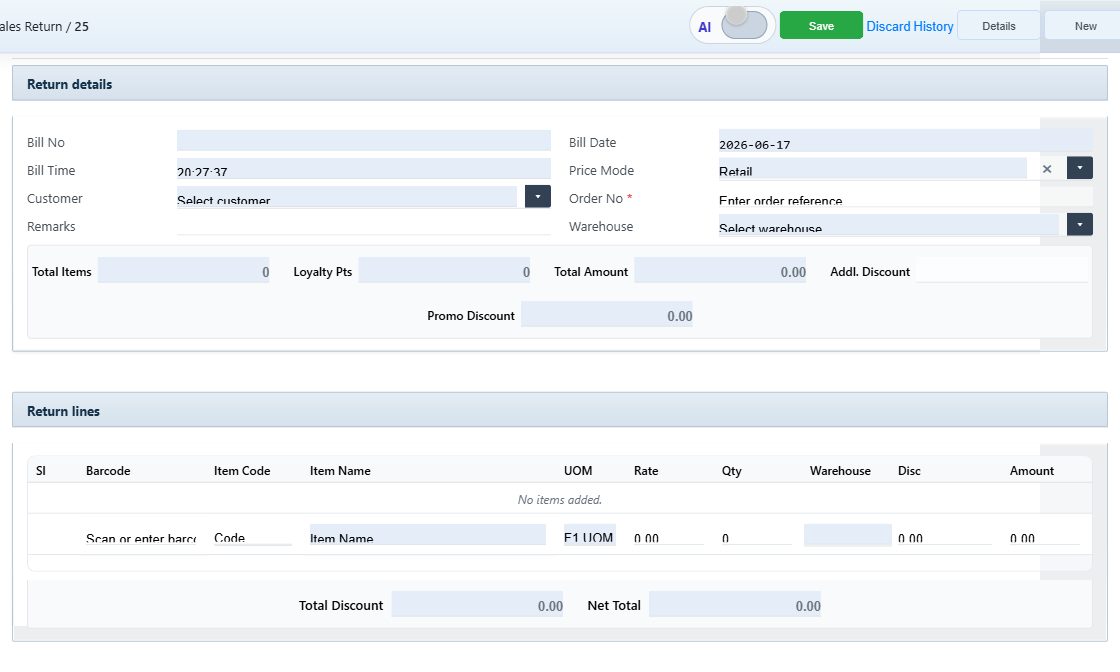 ales Return / 25 AI Save Discard History Details New
Return details
Bill No Bill Date 2026-06-17
Bill Time 20:27:37 Price Mode Retail ×
Customer Select customer Order No * Enter order reference
Remarks Warehouse Select warehouse
Total Items 0 Loyalty Pts 0 Total Amount 0.00 Addl. Discount
Promo Discount 0.00
Return lines
Sl Barcode Item Code Item Name UOM Rate Qty Warehouse Disc Amount
No items added.
Scan or enter barco Code Item Name F1 UOM 0.00 0 0.00 0.00
Total Discount 0.00 Net Total 0.00